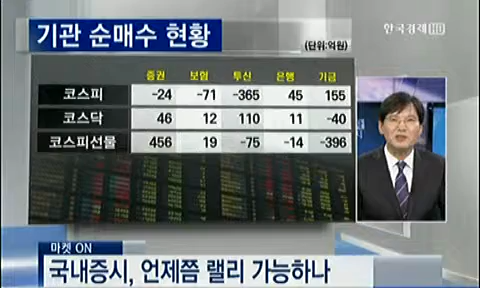 기관 순매수 현황
한국경제 HD
(단위:억원)
증권 보험 투신 은행 기금
코스피 -24 -71 -365 45 155
코스닥 46 12 110 11 -40
코스피선물 456 19 -75 -14 -396
마켓 ON
국내증시, 언제쯤 랠리 가능하나